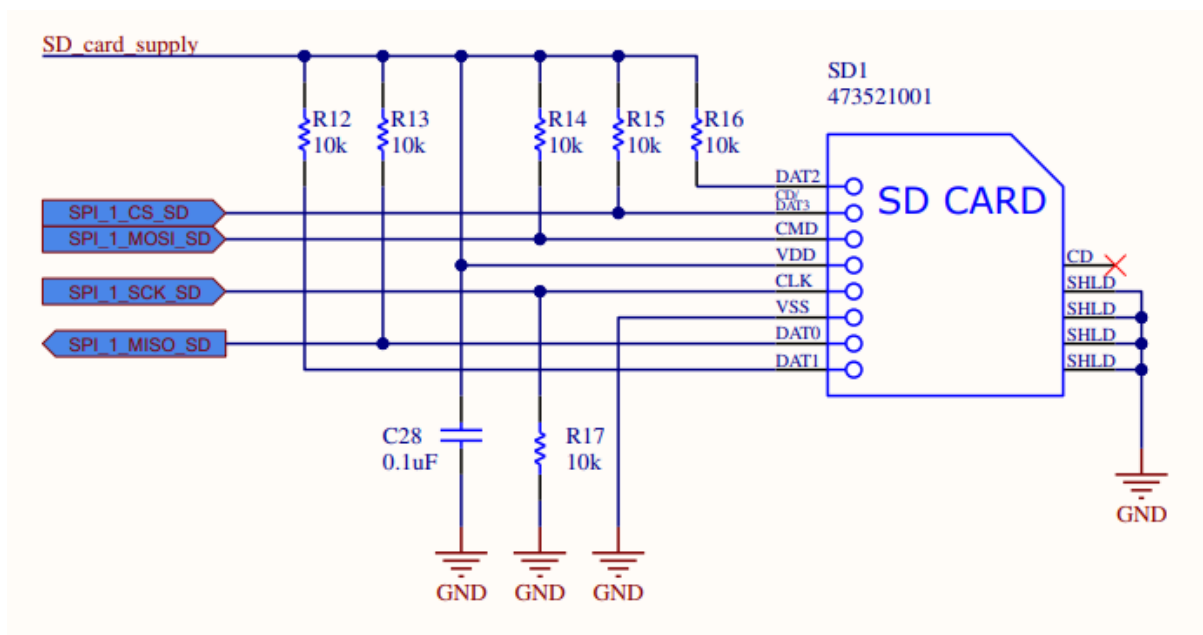 SD_card_supply
SD1
473521001
R12
10k
R13
10k
R14
10k
R15
10k
R16
10k
DAT2
CD/
DAT3
CMD
VDD
CLK
VSS
DAT0
DAT1
SD CARD
CD
SHLD
SHLD
SHLD
SHLD
SPI_1_CS_SD
SPI_1_MOSI_SD
SPI_1_SCK_SD
SPI_1_MISO_SD
C28
0.1uF
R17
10k
GND
GND
GND
GND